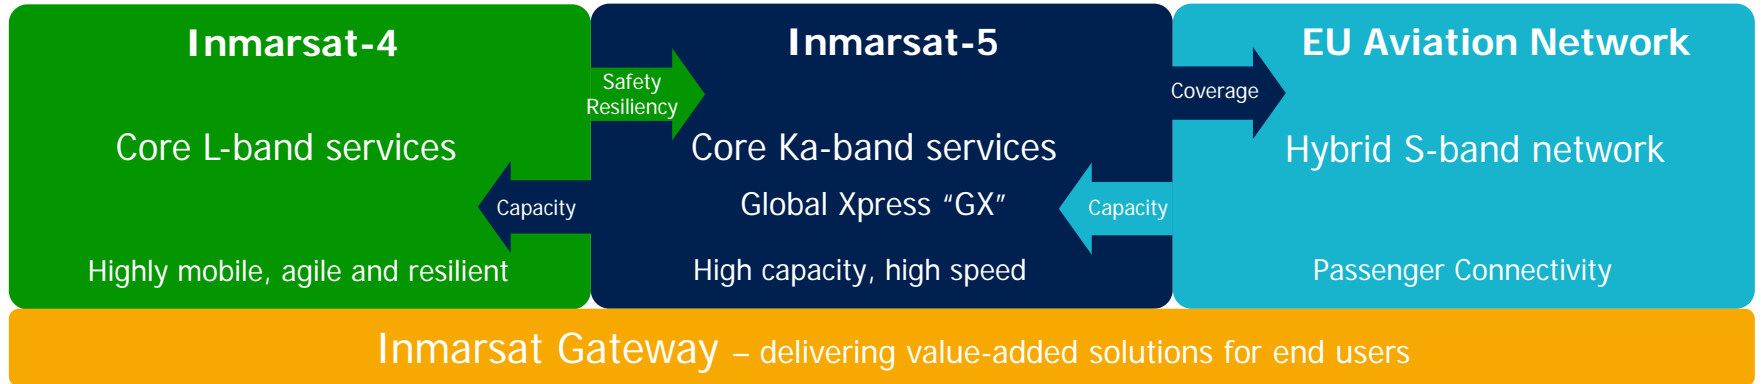 Inmarsat-4
Core L-band services
Highly mobile, agile and resilient
Safety
Resiliency
Capacity
Inmarsat-5
Core Ka-band services
Global Xpress “GX”
High capacity, high speed
Coverage
Capacity
EU Aviation Network
Hybrid S-band network
Passenger Connectivity
Inmarsat Gateway – delivering value-added solutions for end users